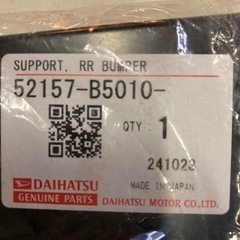 SUPPORT, RR BUMPER
52157-B5010-
QTY : 1
241023
MADE IN JAPAN
DAIHATSU
GENUINE PARTS
DAIHATSU MOTOR CO.,LTD.